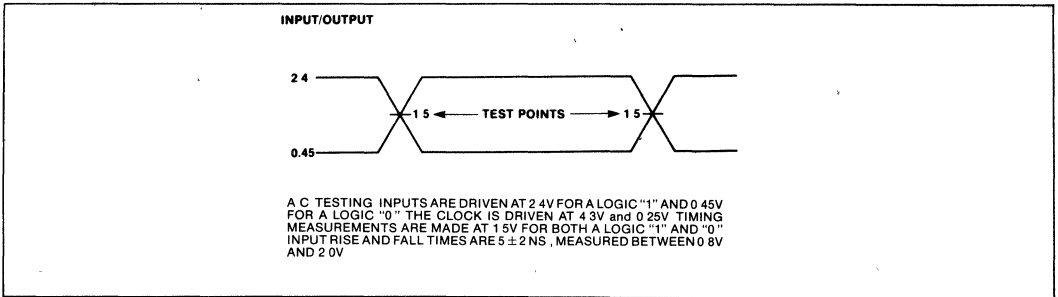 INPUT/OUTPUT
2 4
1 5 TEST POINTS 1 5
0.45
A C TESTING INPUTS ARE DRIVEN AT 2 4V FOR A LOGIC "1" AND 0 45V
FOR A LOGIC "0" THE CLOCK IS DRIVEN AT 4 3V and 0 25V TIMING
MEASUREMENTS ARE MADE AT 1 5V FOR BOTH A LOGIC "1" AND "0"
INPUT RISE AND FALL TIMES ARE 5 ± 2 NS , MEASURED BETWEEN 0 8V
AND 2 0V